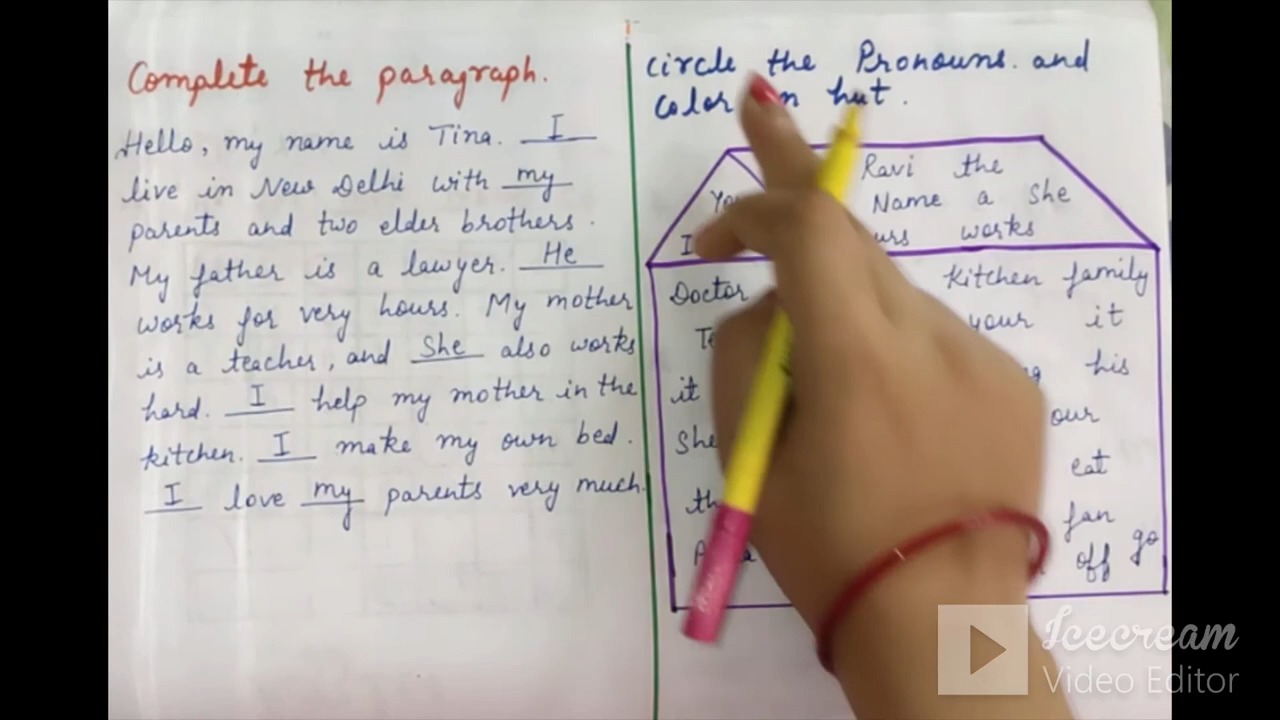 Complete the paragraph.
Hello, my name is Tina. I
live in New Delhi with my
parents and two elder brothers.
My father is a lawyer. He
works for very hours. My mother
is a teacher, and She also works
hard. I help my mother in the
kitchen. I make my own bed.
I love my parents very much.
circle the Pronouns. and
color hut.
Ravi the
Name a She
I works
Doctor kitchen family
your it
it his
She our
eat
fan
off go
Icecream
Video Editor